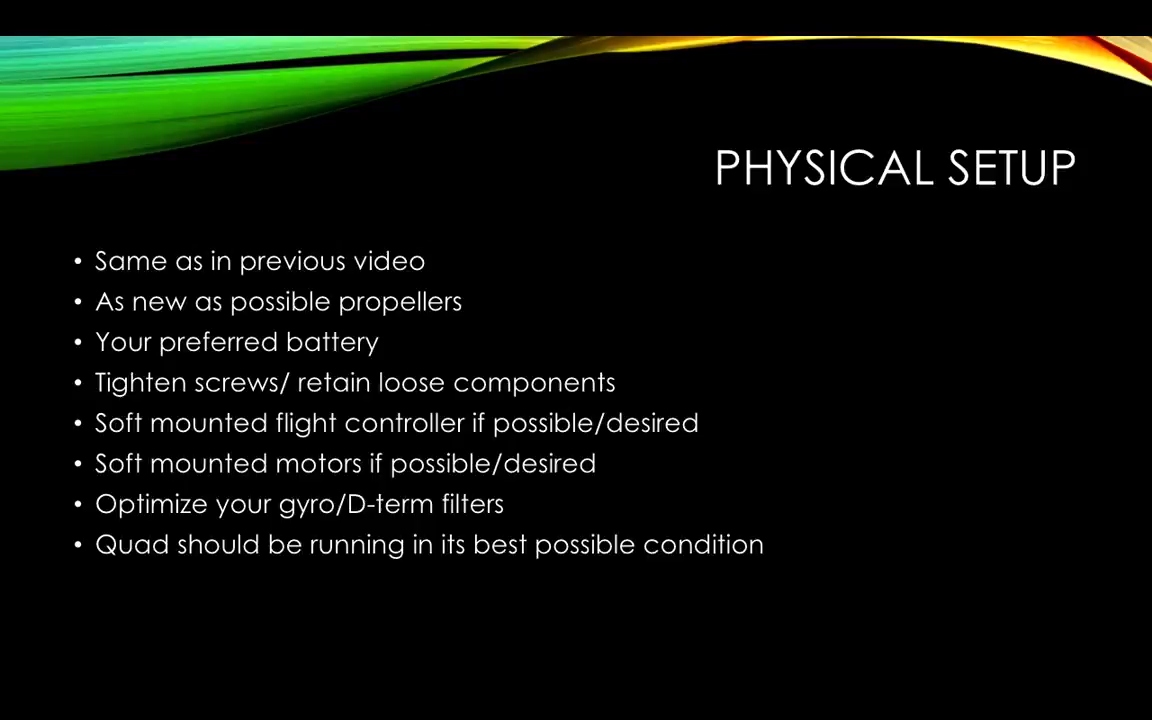 PHYSICAL SETUP
• Same as in previous video
• As new as possible propellers
• Your preferred battery
• Tighten screws/ retain loose components
• Soft mounted flight controller if possible/desired
• Soft mounted motors if possible/desired
• Optimize your gyro/D-term filters
• Quad should be running in its best possible condition